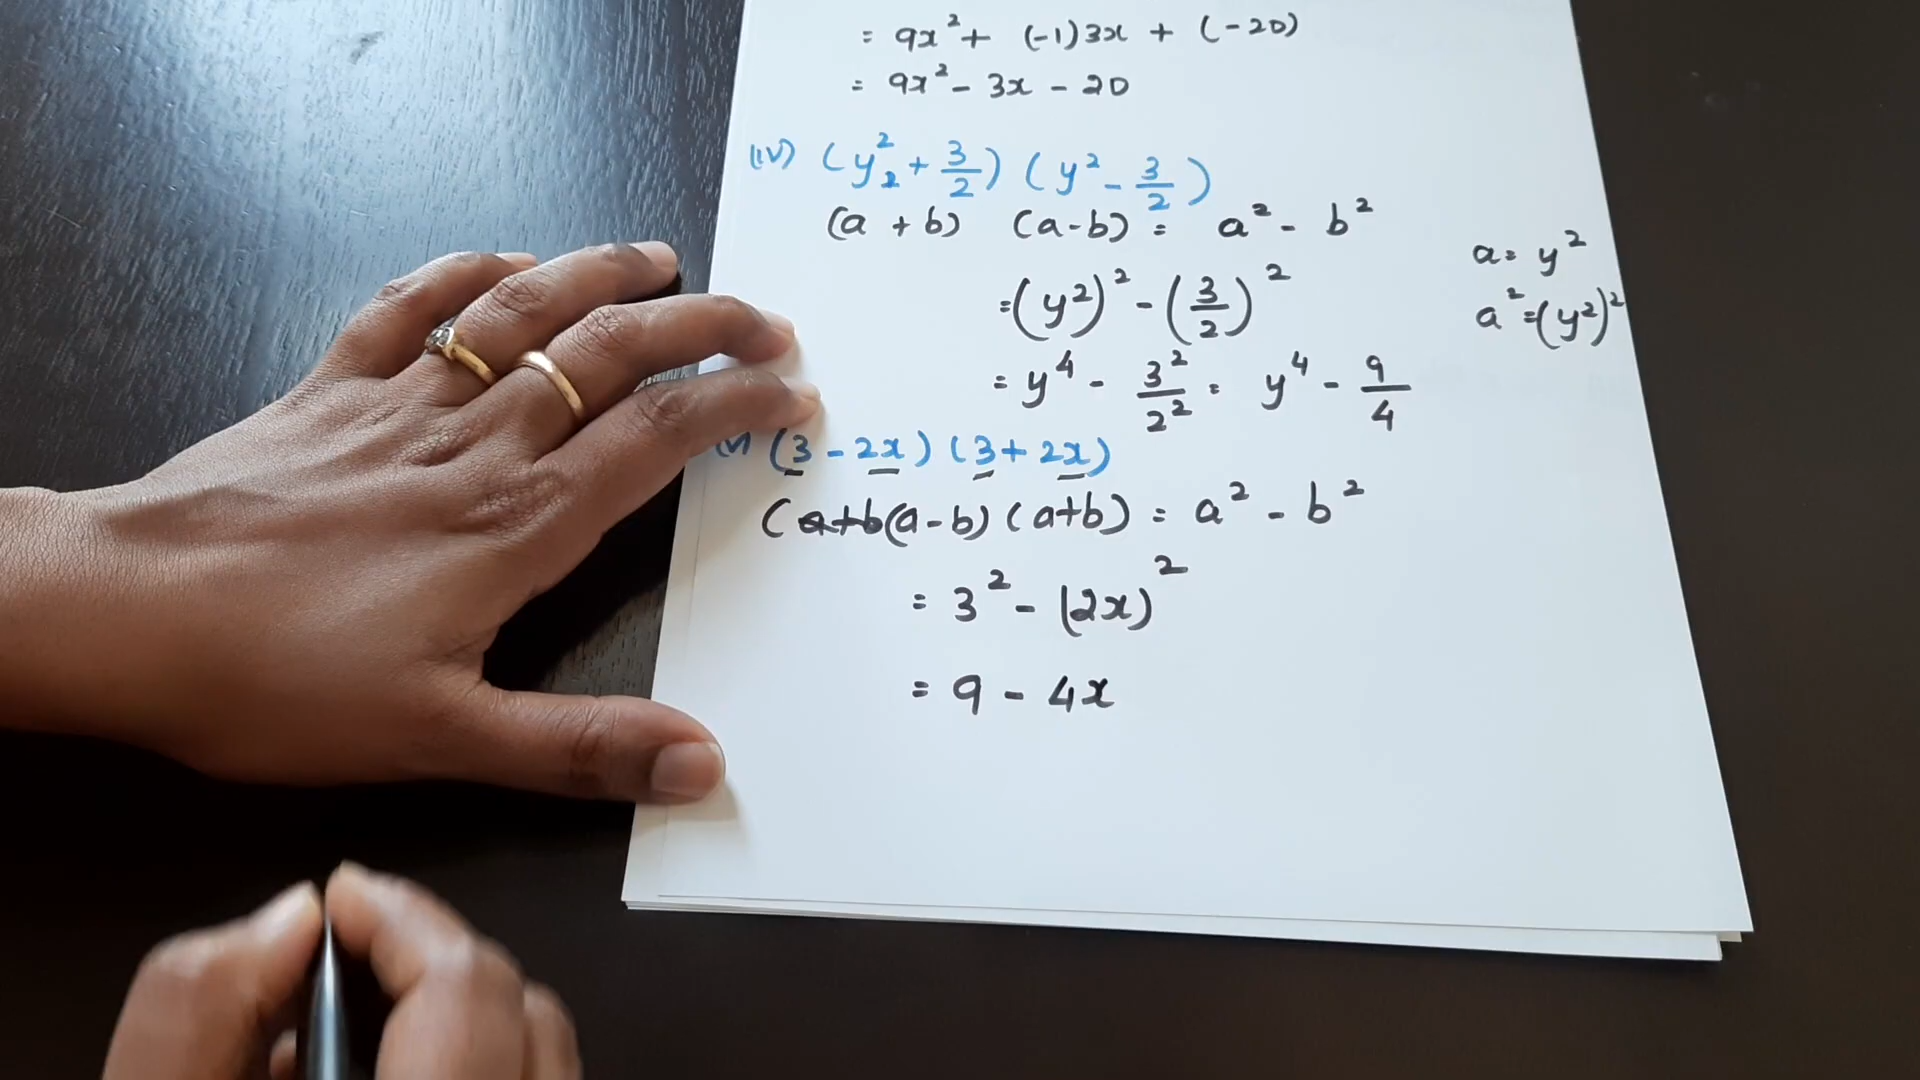 = 9x² + (-1)3x + (-20)
= 9x² - 3x - 20
(iv) (y²₂ + 3/2) (y² - 3/2)
(a + b) (a-b) = a² - b²
a = y²
= (y²)² - (3/2)²
a² = (y²)²
= y⁴ - 3²/2² = y⁴ - 9/4
(3 - 2x) (3 + 2x)
(a+b(a-b) (a+b) = a² - b²
= 3² - (2x)²
= 9 - 4x